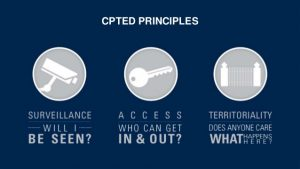 CPTED PRINCIPLES
SURVEILLANCE
WILL I
BE SEEN?
ACCESS
WHO CAN GET
IN & OUT?
TERRITORIALITY
DOES ANYONE CARE
WHAT HAPPENS HERE?